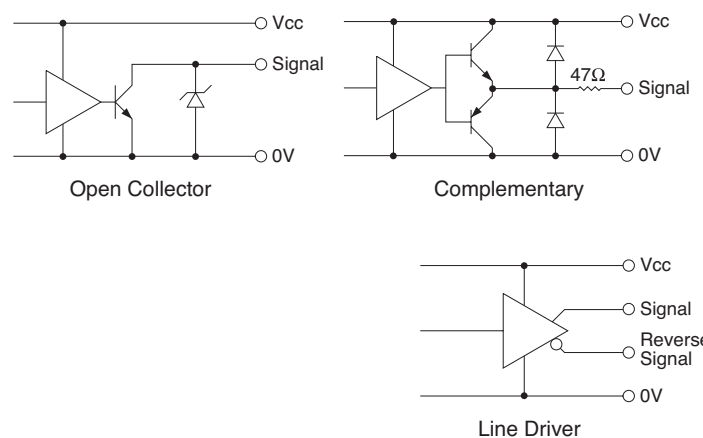 Vcc
Signal
0V
Open Collector
Vcc
47Ω
Signal
0V
Complementary
Vcc
Signal
Reverse
Signal
0V
Line Driver